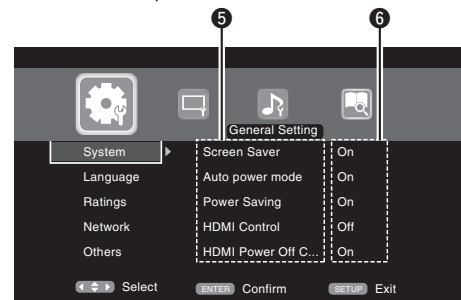 5 6
General Setting
System Screen Saver On
Language Auto power mode On
Ratings Power Saving On
Network HDMI Control Off
Others HDMI Power Off C... On
Select ENTER Confirm SETUP Exit